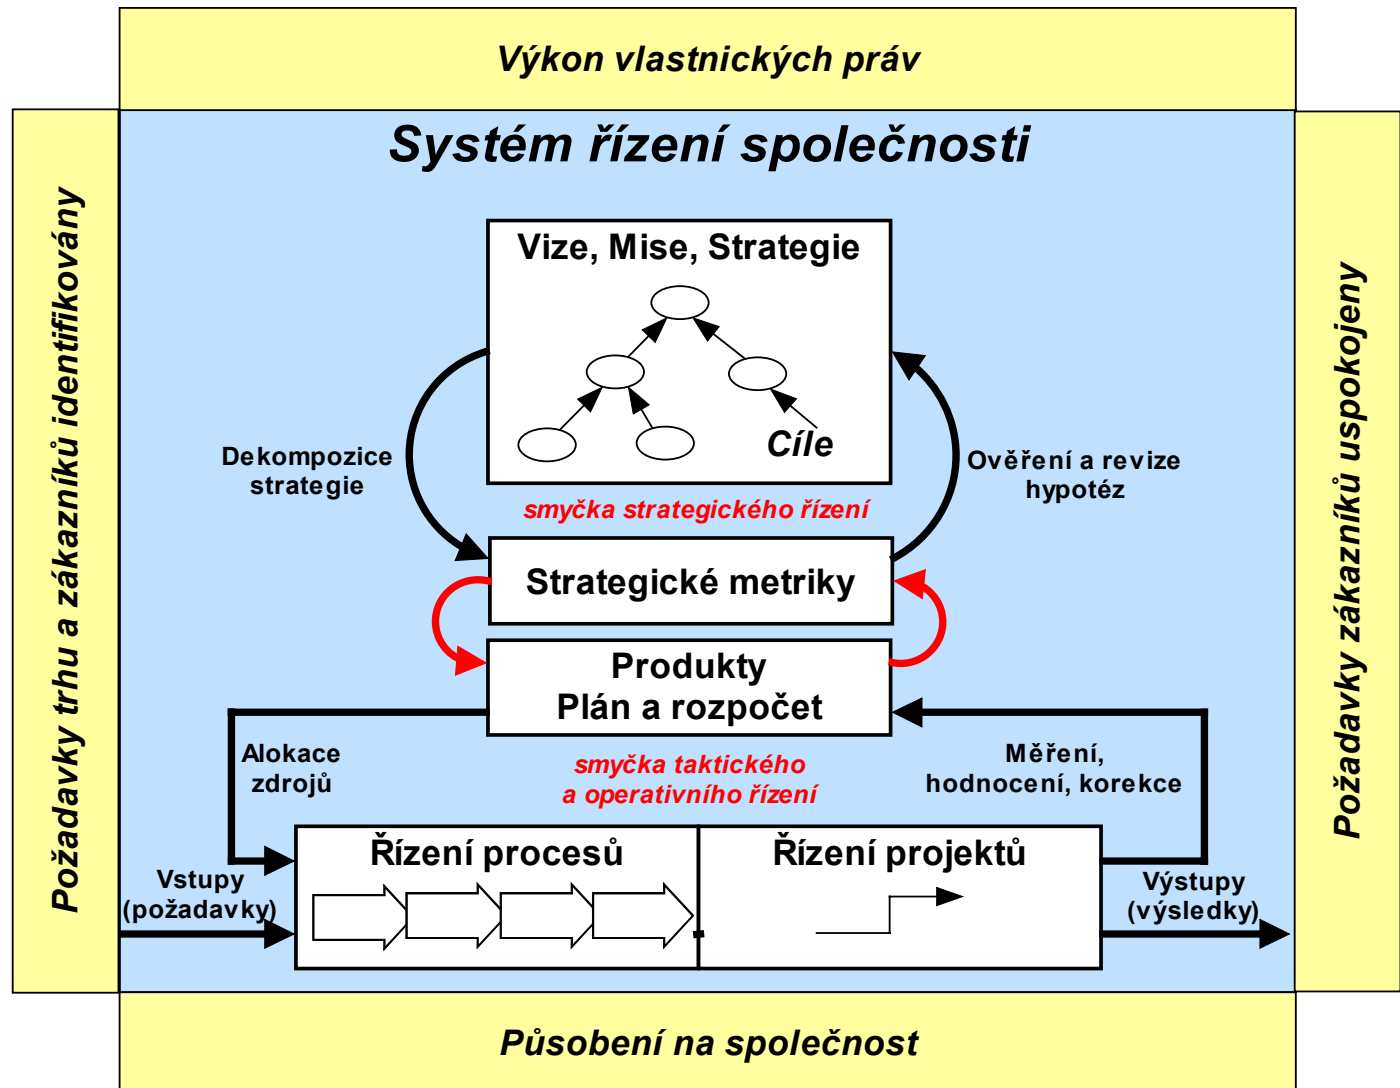 Výkon vlastnických práv
Systém řízení společnosti
Požadavky trhu a zákazníků identifikovány
Požadavky zákazníků uspokojeny
Vize, Mise, Strategie
Cíle
Dekompozice
strategie
Ověření a revize
hypotéz
smyčka strategického řízení
Strategické metriky
Produkty
Plán a rozpočet
Alokace
zdrojů
smyčka taktického
a operativního řízení
Měření,
hodnocení, korekce
Řízení procesů
Řízení projektů
Vstupy
(požadavky)
Výstupy
(výsledky)
Působení na společnost